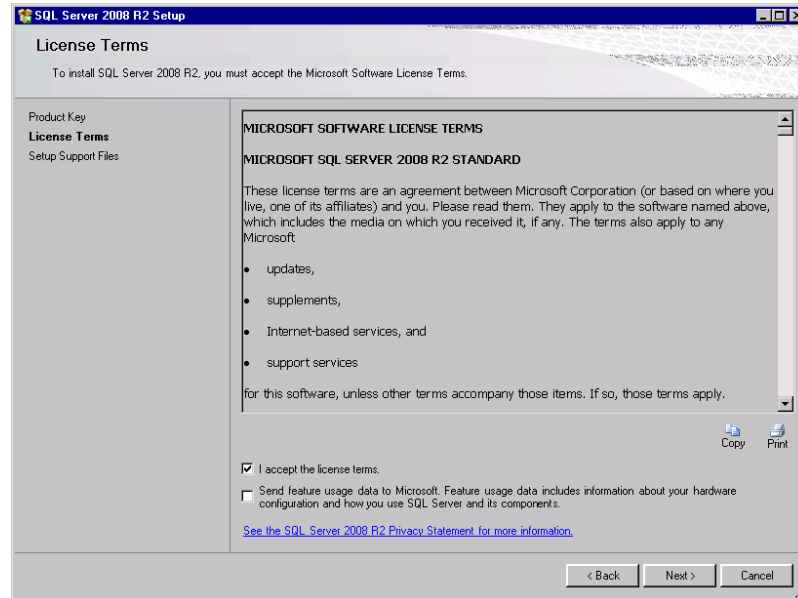 SQL Server 2008 R2 Setup
License Terms
To install SQL Server 2008 R2, you must accept the Microsoft Software License Terms.
Product Key
License Terms
Setup Support Files
MICROSOFT SOFTWARE LICENSE TERMS
MICROSOFT SQL SERVER 2008 R2 STANDARD
These license terms are an agreement between Microsoft Corporation (or based on where you
live, one of its affiliates) and you. Please read them. They apply to the software named above,
which includes the media on which you received it, if any. The terms also apply to any
Microsoft
• updates,
• supplements,
• Internet-based services, and
• support services
for this software, unless other terms accompany those items. If so, those terms apply.
Copy Print
I accept the license terms.
Send feature usage data to Microsoft. Feature usage data includes information about your hardware
configuration and how you use SQL Server and its components.
See the SQL Server 2008 R2 Privacy Statement for more information.
< Back Next > Cancel